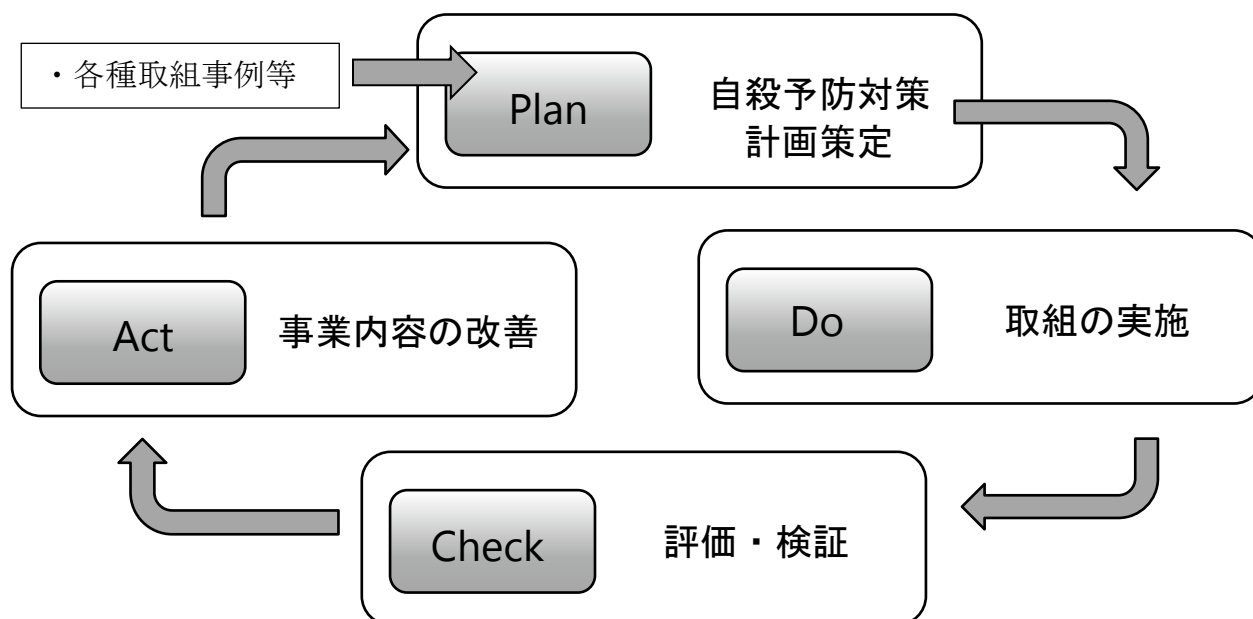 ・各種取組事例等
Plan
自殺予防対策
計画策定
Do
取組の実施
Check
評価・検証
Act
事業内容の改善